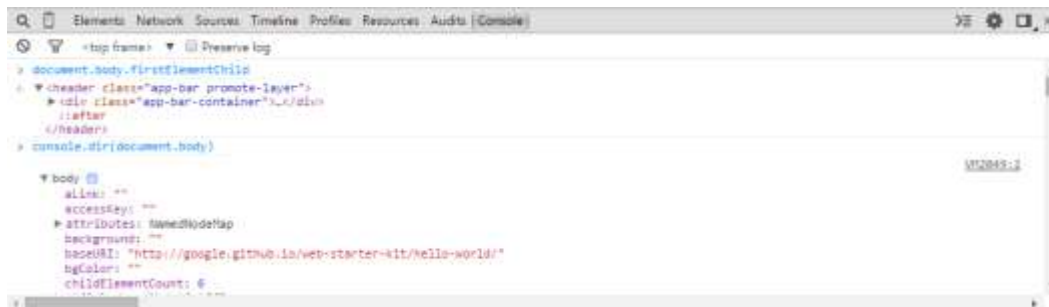 Elements Network Sources Timeline Profiles Resources Audits Console
<top frame> ▼ Preserve log
> document.body.firstElementChild
▼<header class="app-bar promote-layer">
▶<div class="app-bar-container">…</div>
::after
</header>
> console.dir(document.body)
VM2049:2
▼ body
aLink: ""
accessKey: ""
▶ attributes: NamedNodeMap
background: ""
baseURI: "http://google.github.io/web-starter-kit/hello-world/"
bgColor: ""
childElementCount: 6